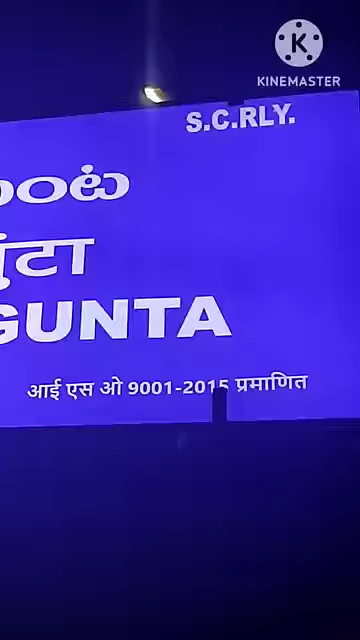 KINEMASTER
S.C.RLY.
ುಂಟ
ुंटा
GUNTA
आई एस ओ 9001-2015 प्रमाणित